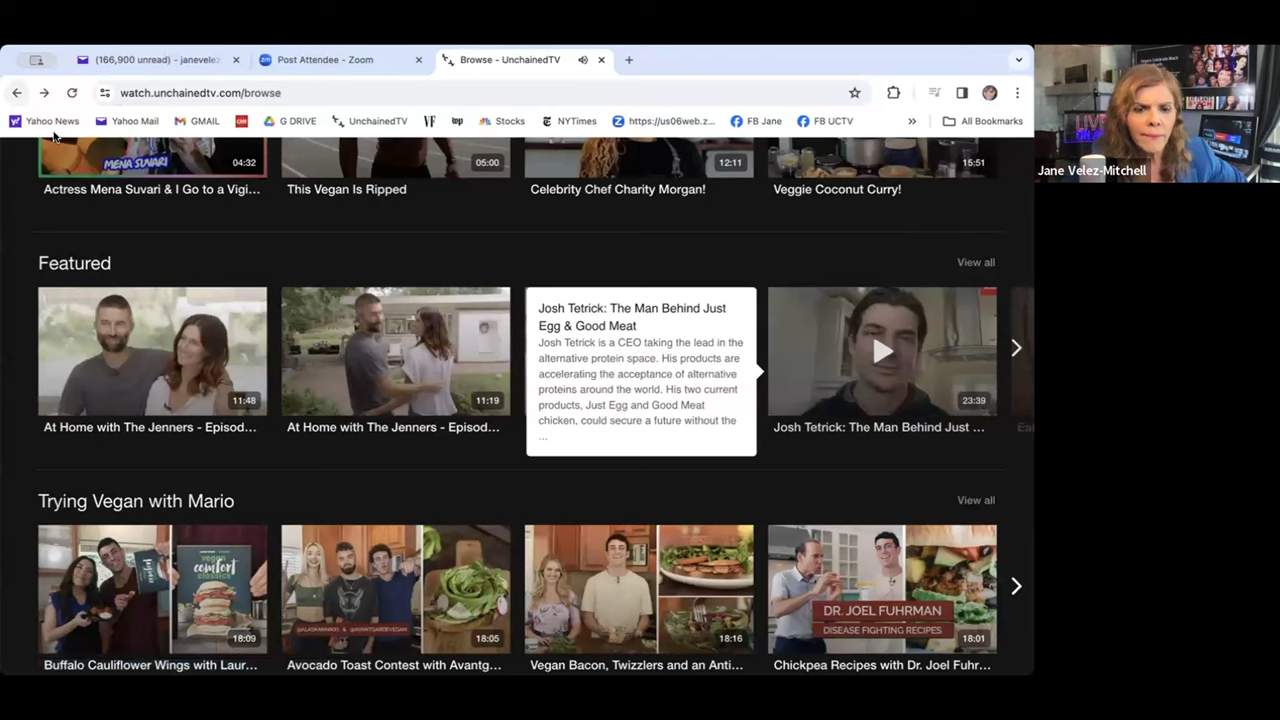 (166,900 unread) - janevelez
Post Attendee - Zoom
Browse - UnchainedTV
watch.unchainedtv.com/browse
Yahoo News
Yahoo Mail
GMAIL
CNN
G DRIVE
UnchainedTV
VF
Stocks
NYTimes
https://us06web.z...
FB Jane
FB UCTV
All Bookmarks
Jane Velez-Mitchell
MENA SUVARI
04:32
05:00
12:11
15:51
Actress Mena Suvari & I Go to a Vigi...
This Vegan Is Ripped
Celebrity Chef Charity Morgan!
Veggie Coconut Curry!
Featured
View all
11:48
11:19
Josh Tetrick: The Man Behind Just
Egg & Good Meat
Josh Tetrick is a CEO taking the lead in the
alternative protein space. His products are
accelerating the acceptance of alternative
proteins around the world. His two current
products, Just Egg and Good Meat
chicken, could secure a future without the
...
23:39
At Home with The Jenners - Episod...
At Home with The Jenners - Episod...
Josh Tetrick: The Man Behind Just ...
Trying Vegan with Mario
View all
vegan
comfort
classics
18:09
@ALASKANNBOI & @AVANTGARDEVEGAN
18:05
18:16
DR. JOEL FUHRMAN
DISEASE FIGHTING RECIPES
18:01
Buffalo Cauliflower Wings with Laur...
Avocado Toast Contest with Avantg...
Vegan Bacon, Twizzlers and an Anti...
Chickpea Recipes with Dr. Joel Fuhr...